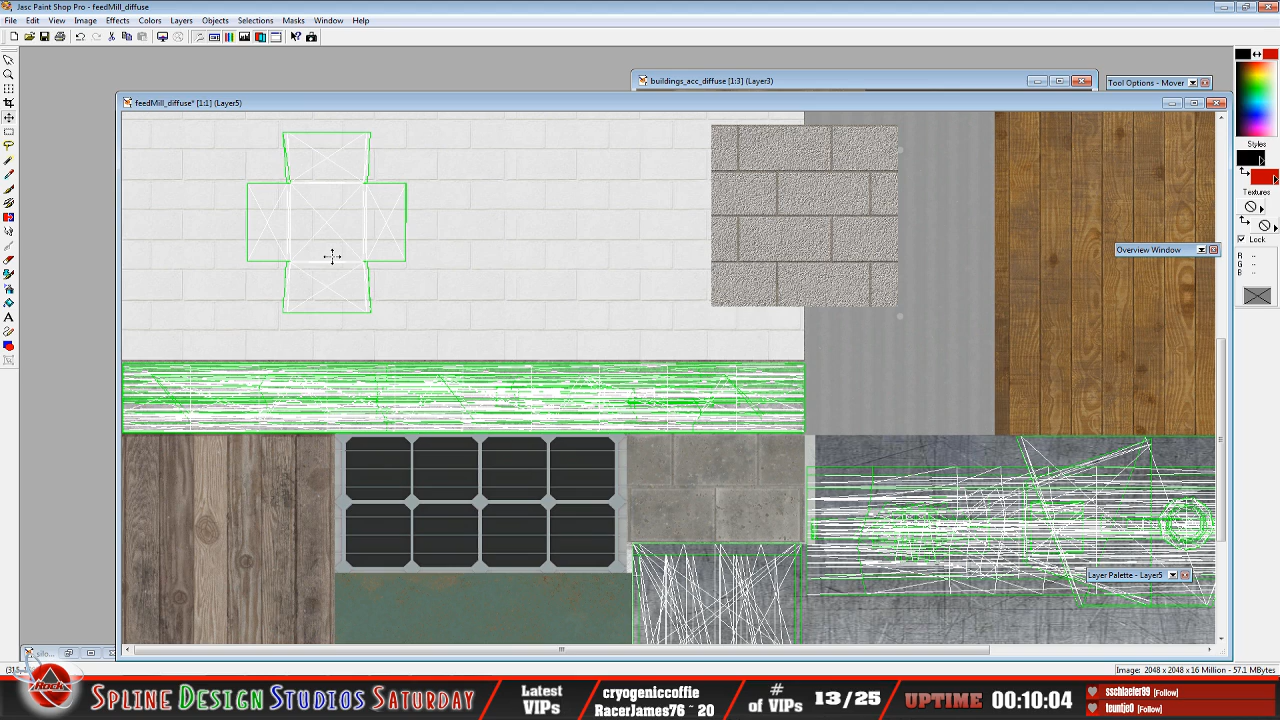 Jasc Paint Shop Pro - feedMill_diffuse
File Edit View Image Effects Colors Layers Objects Selections Masks Window Help
buildings_acc_diffuse [1:3] (Layer3)
Tool Options - Mover
feedMill_diffuse* [1:1] (Layer5)
Styles
Textures
Lock
R -
G -
B -
Overview Window
Layer Palette - Layer5
Image: 2048 x 2048 x 16 Million - 57.1 MBytes
Spline Design Studios Saturday
Latest VIPs
cryogeniccoffie
RacerJames76 ~ 20
# of VIPs
13/25
UPTIME
00:10:04
sschlaefer89 [Follow]
tountje0 [Follow]